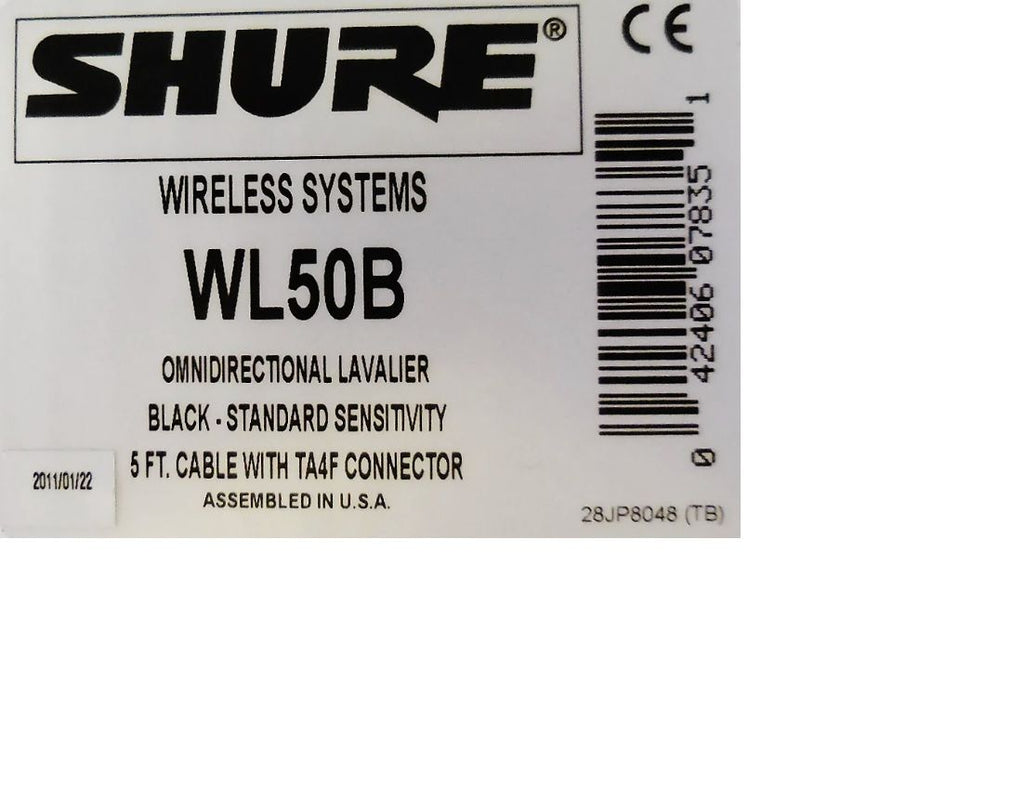 SHURE®
WIRELESS SYSTEMS
WL50B
OMNIDIRECTIONAL LAVALIER
BLACK - STANDARD SENSITIVITY
5 FT. CABLE WITH TA4F CONNECTOR
ASSEMBLED IN U.S.A.
2011/01/22
CE
0 42406 07835 1
28JP8048 (TB)